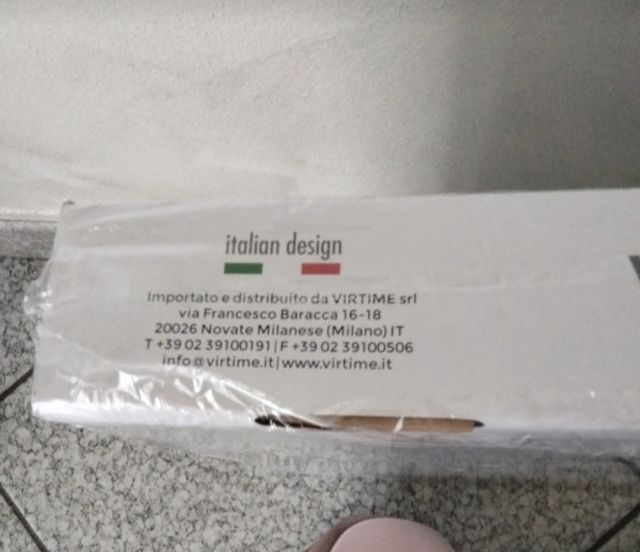 italian design
Importato e distribuito da VIRTIME srl
via Francesco Baracca 16-18
20026 Novate Milanese (Milano) IT
T +39 02 39100191 | F +39 02 39100506
info@virtime.it | www.virtime.it